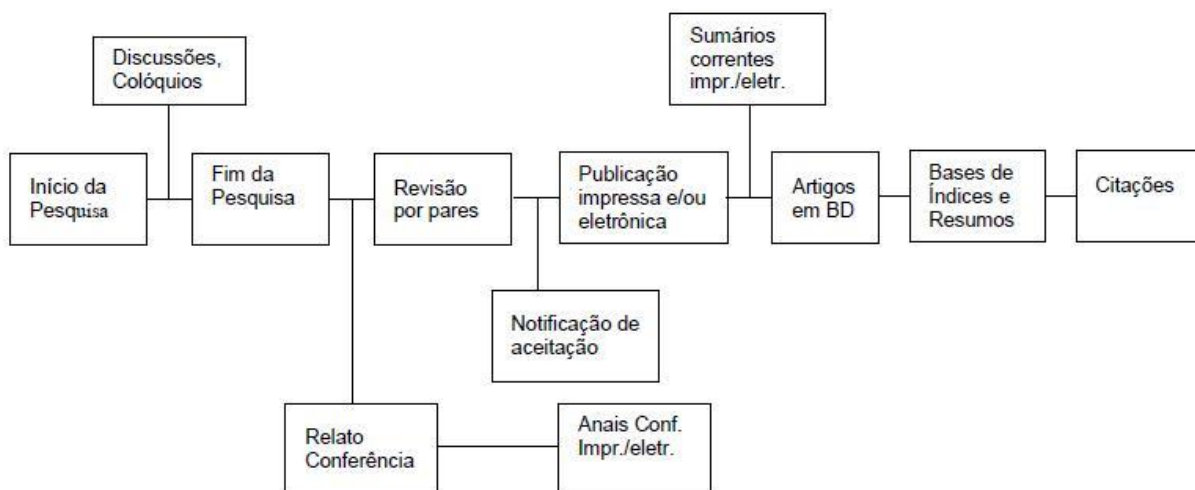 Discussões,
Colóquios
Sumários
correntes
impr./eletr.
Início da
Pesquisa
Fim da
Pesquisa
Revisão
por pares
Publicação
impressa e/ou
eletrônica
Artigos
em BD
Bases de
Índices e
Resumos
Citações
Notificação de
aceitação
Relato
Conferência
Anais Conf.
Impr./eletr.